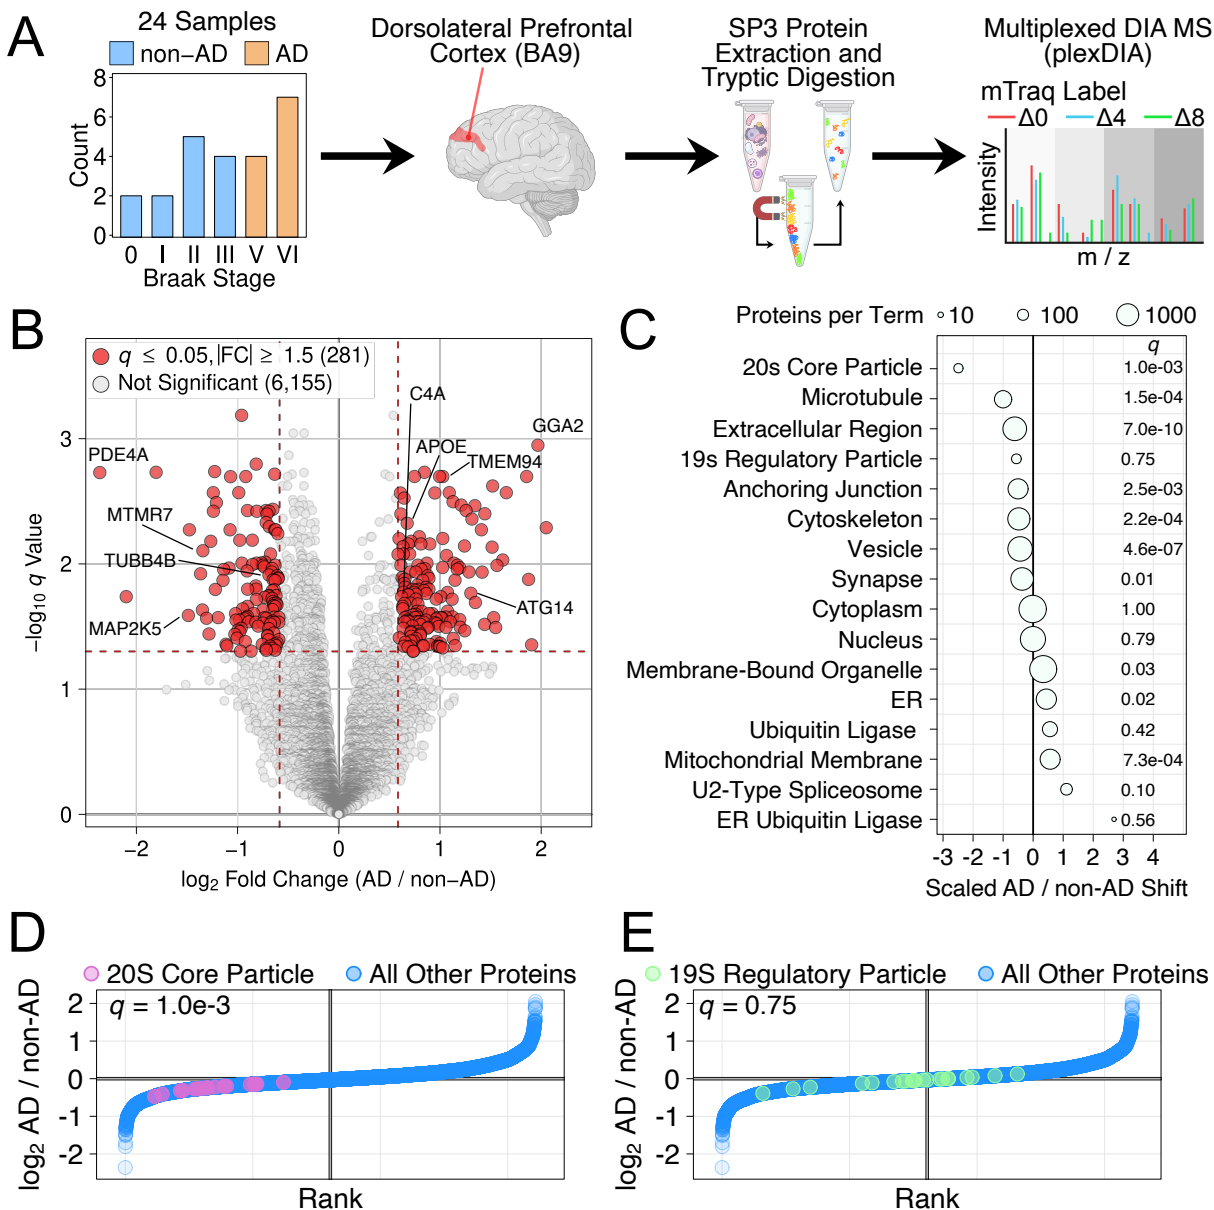 A
24 Samples
non-AD AD
8
6
4
2
0
Count
0 I II III V VI
Braak Stage
Dorsolateral Prefrontal
Cortex (BA9)
SP3 Protein
Extraction and
Tryptic Digestion
Multiplexed DIA MS
(plexDIA)
mTraq Label
Δ0 Δ4 Δ8
Intensity
m / z
B
q ≤ 0.05, |FC| ≥ 1.5 (281)
Not Significant (6,155)
C4A
GGA2
APOE
TMEM94
PDE4A
MTMR7
TUBB4B
MAP2K5
ATG14
3
2
1
0
−log10 q Value
−2 −1 0 1 2
log2 Fold Change (AD / non−AD)
C
Proteins per Term 10 100 1000
q
20s Core Particle 1.0e-03
Microtubule 1.5e-04
Extracellular Region 7.0e-10
19s Regulatory Particle 0.75
Anchoring Junction 2.5e-03
Cytoskeleton 2.2e-04
Vesicle 4.6e-07
Synapse 0.01
Cytoplasm 1.00
Nucleus 0.79
Membrane-Bound Organelle 0.03
ER 0.02
Ubiquitin Ligase 0.42
Mitochondrial Membrane 7.3e-04
U2-Type Spliceosome 0.10
ER Ubiquitin Ligase 0.56
-3 -2 -1 0 1 2 3 4
Scaled AD / non-AD Shift
D
20S Core Particle All Other Proteins
q = 1.0e-3
2
1
0
-1
-2
log2 AD / non-AD
Rank
E
19S Regulatory Particle All Other Proteins
q = 0.75
2
1
0
-1
-2
log2 AD / non-AD
Rank